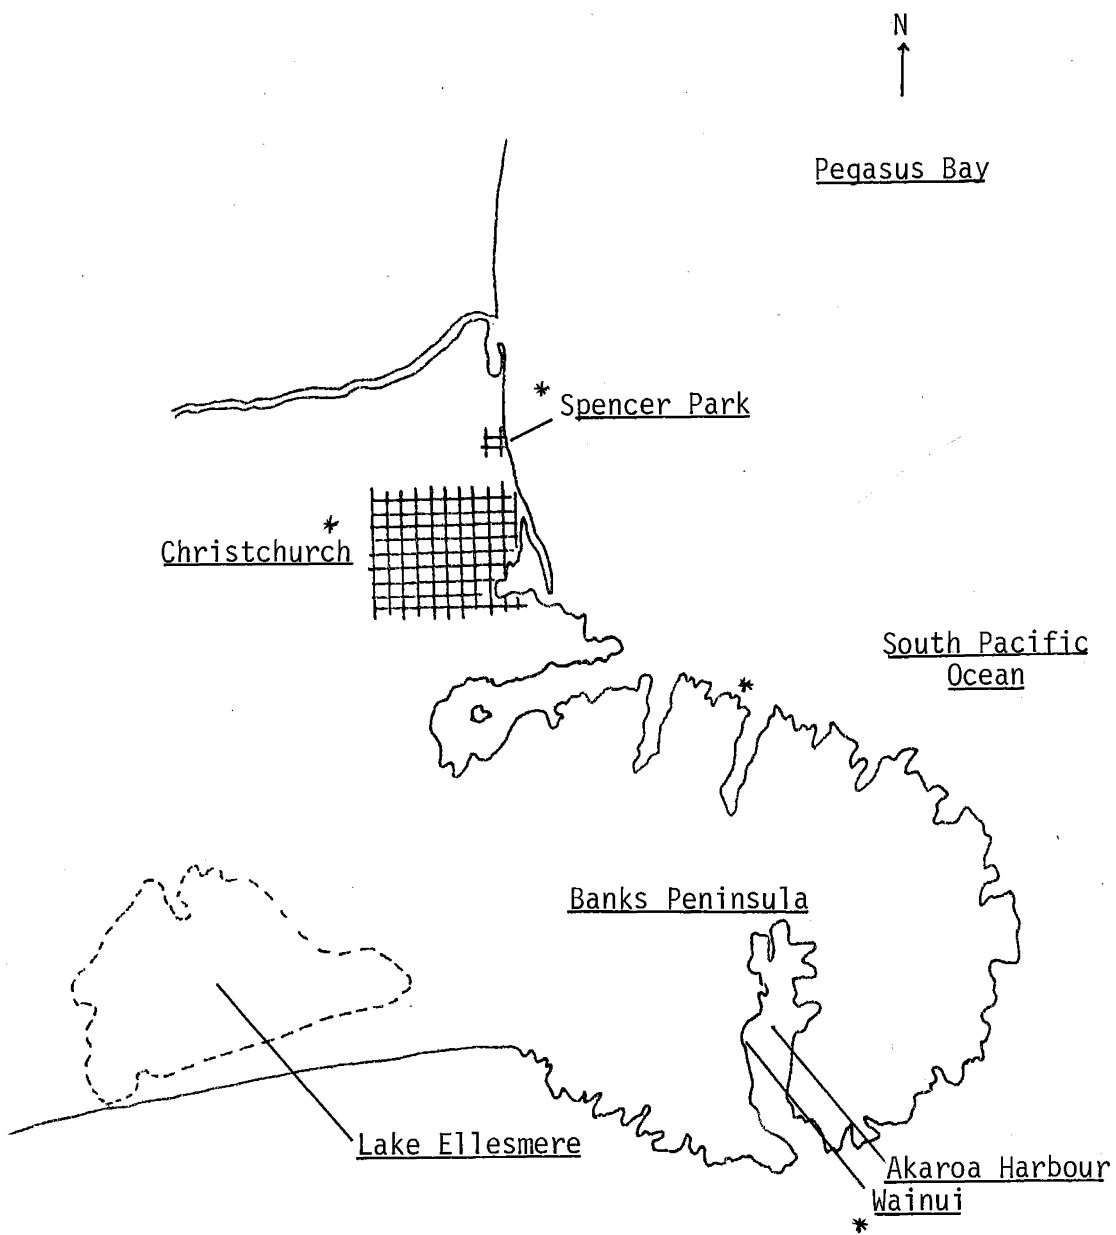 N
Pegasus Bay
*
Spencer Park
*
Christchurch
South Pacific
Ocean
*
Banks Peninsula
Lake Ellesmere
Akaroa Harbour
Wainui
*